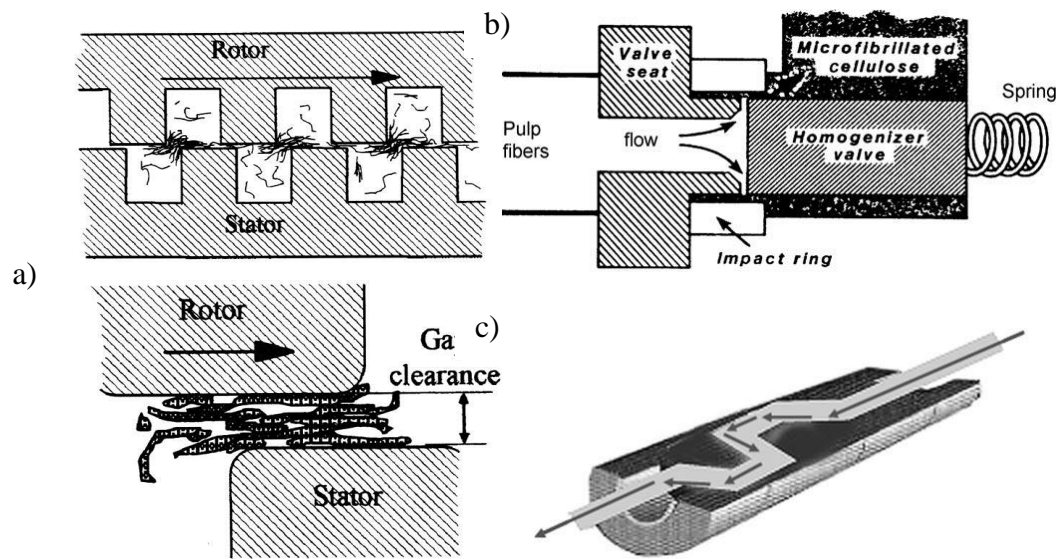 a)
Rotor
Stator
Rotor
Ga
clearance
Stator
b)
Valve
seat
Microfibrillated
cellulose
Spring
Pulp
fibers
flow
Homogenizer
valve
Impact ring
c)